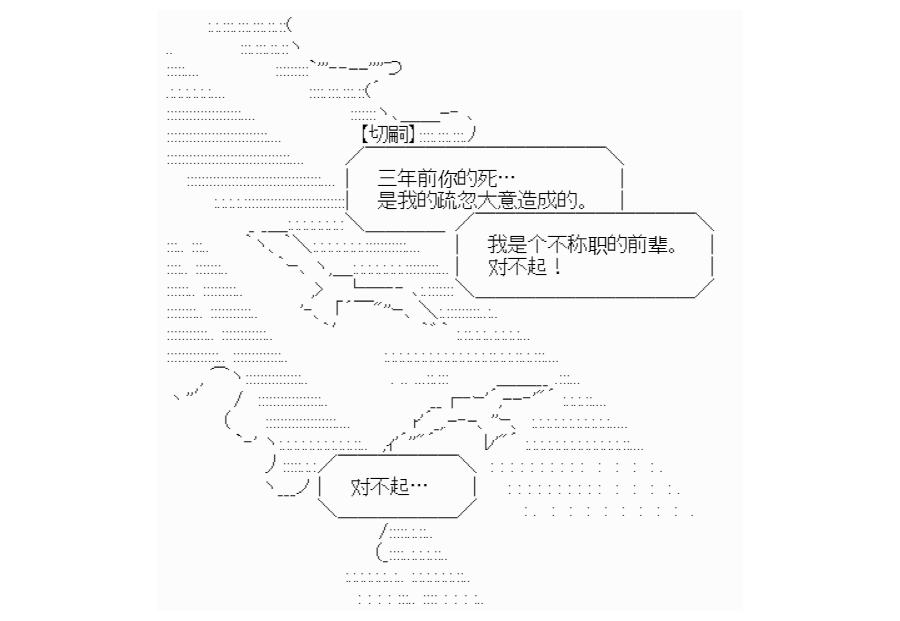 【切嗣】
三年前你的死…
是我的疏忽大意造成的。
我是个不称职的前辈。
对不起！
对不起…